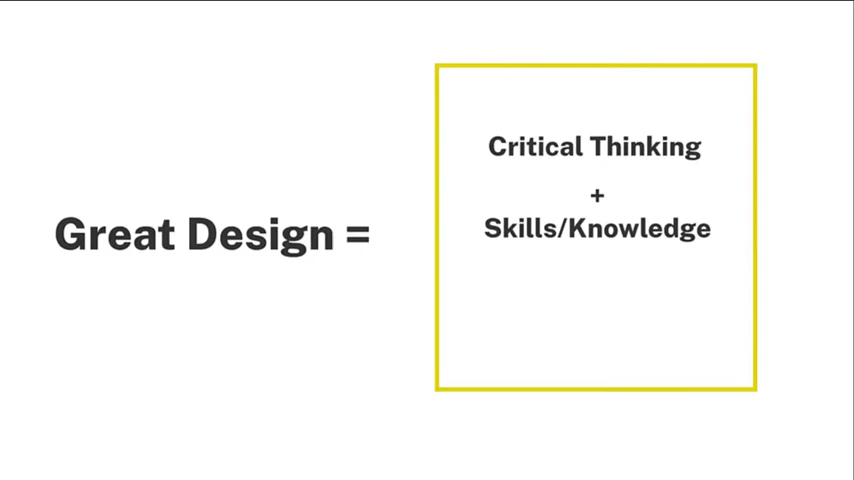 Great Design =
Critical Thinking
+
Skills/Knowledge